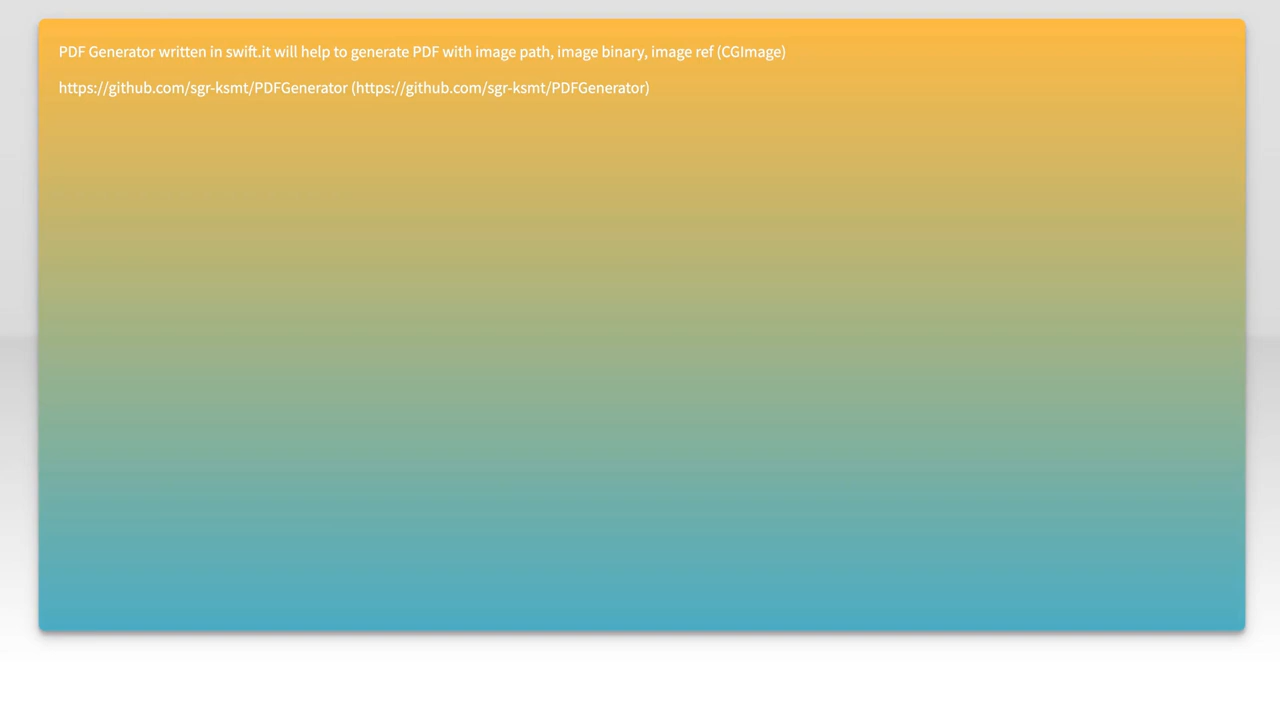 PDF Generator written in swift.it will help to generate PDF with image path, image binary, image ref (CGImage)
https://github.com/sgr-ksmt/PDFGenerator (https://github.com/sgr-ksmt/PDFGenerator)